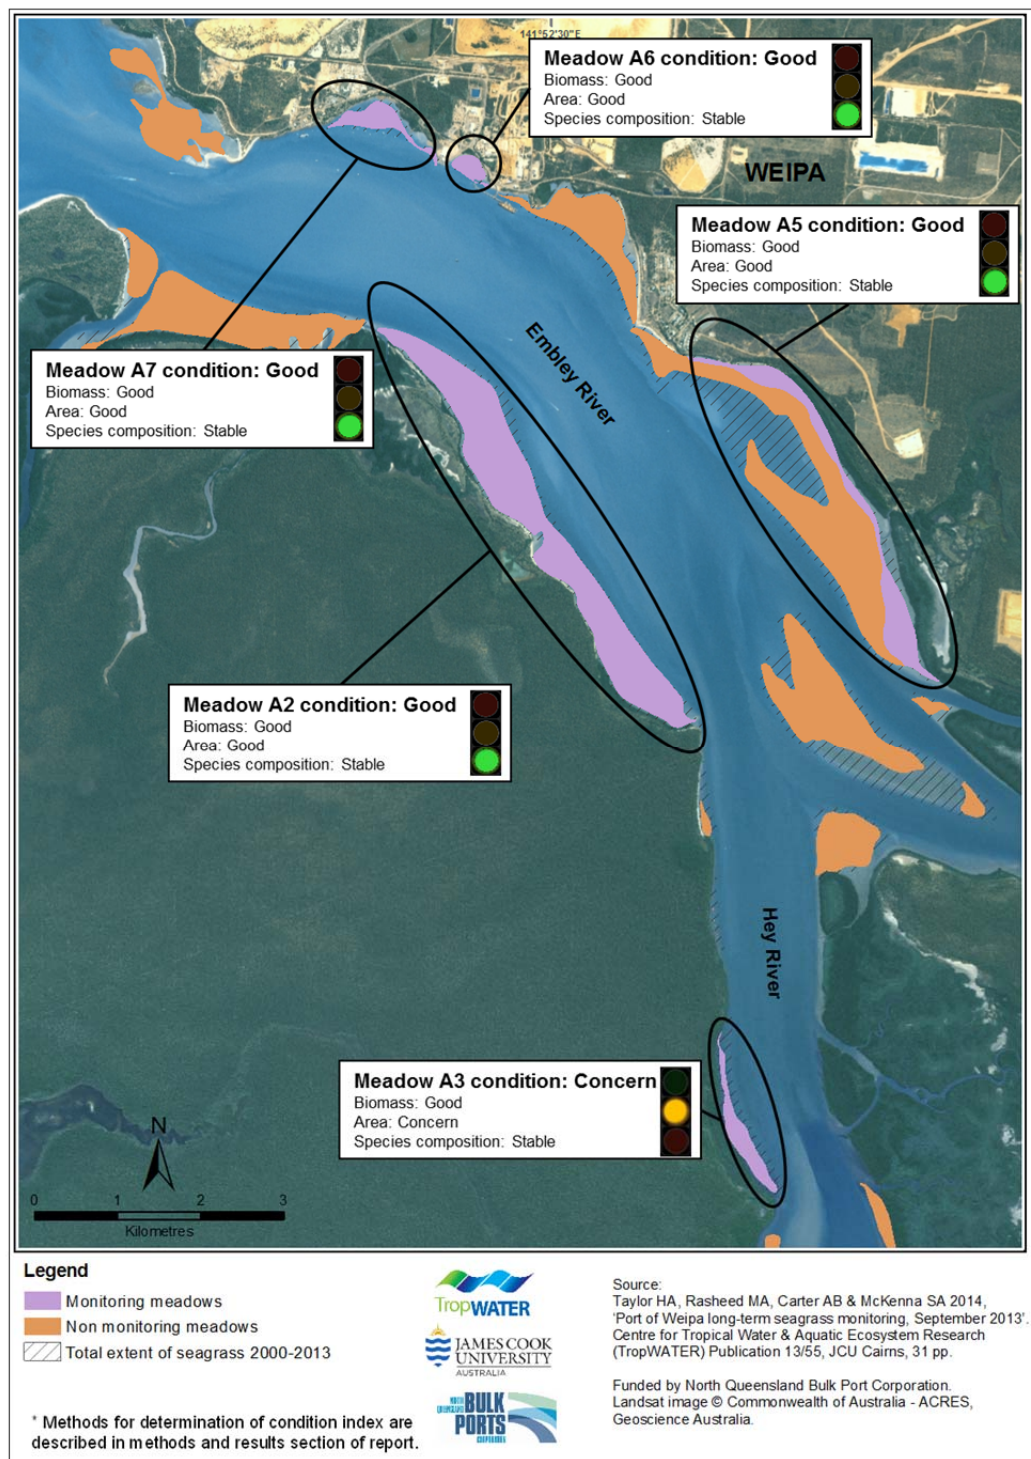 141°52'30"E
Meadow A6 condition: Good
Biomass: Good
Area: Good
Species composition: Stable
WEIPA
Meadow A5 condition: Good
Biomass: Good
Area: Good
Species composition: Stable
Embley River
Meadow A7 condition: Good
Biomass: Good
Area: Good
Species composition: Stable
Meadow A2 condition: Good
Biomass: Good
Area: Good
Species composition: Stable
Hey River
Meadow A3 condition: Concern
Biomass: Good
Area: Concern
Species composition: Stable
N
0 1 2 3
Kilometres
Legend
Monitoring meadows
Non monitoring meadows
Total extent of seagrass 2000-2013
* Methods for determination of condition index are
described in methods and results section of report.
TropWATER
JAMES COOK
UNIVERSITY
AUSTRALIA
NORTH
QUEENSLAND
BULK
PORTS
CORPORATION
Source:
Taylor HA, Rasheed MA, Carter AB & McKenna SA 2014,
'Port of Weipa long-term seagrass monitoring, September 2013'.
Centre for Tropical Water & Aquatic Ecosystem Research
(TropWATER) Publication 13/55, JCU Cairns, 31 pp.
Funded by North Queensland Bulk Port Corporation.
Landsat image © Commonwealth of Australia - ACRES,
Geoscience Australia.